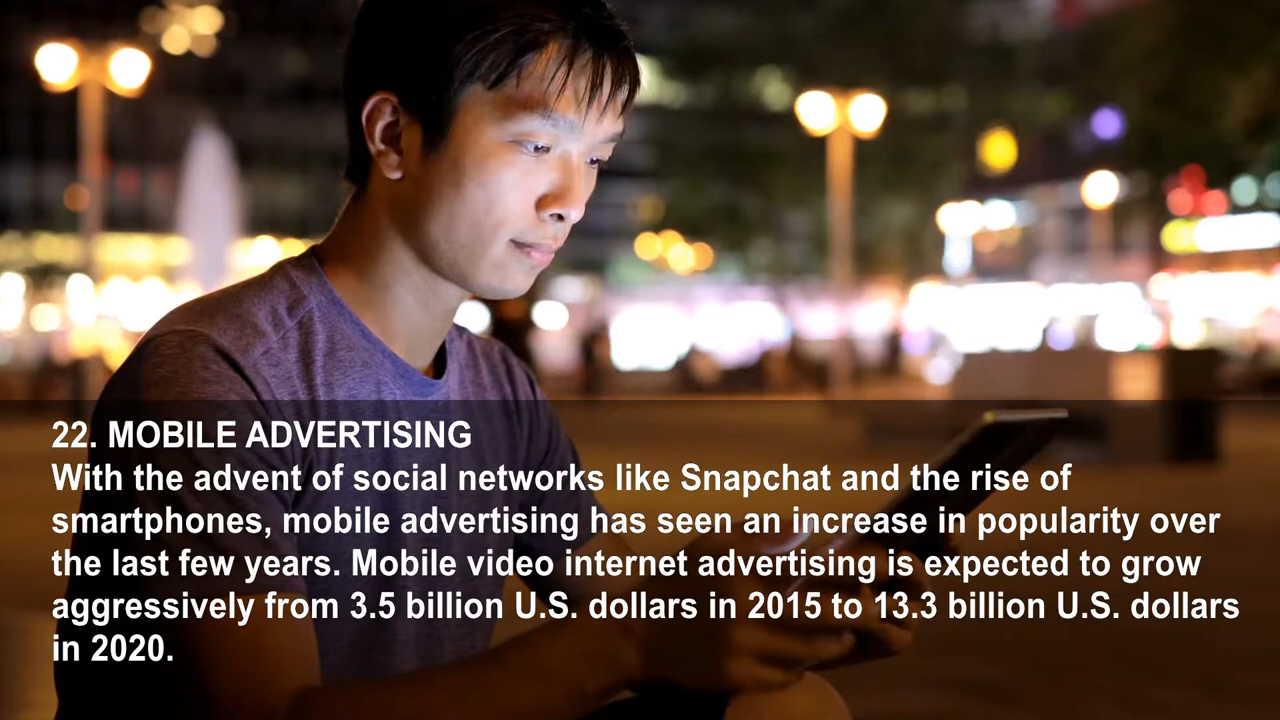 22. MOBILE ADVERTISING
With the advent of social networks like Snapchat and the rise of
smartphones, mobile advertising has seen an increase in popularity over
the last few years. Mobile video internet advertising is expected to grow
aggressively from 3.5 billion U.S. dollars in 2015 to 13.3 billion U.S. dollars
in 2020.